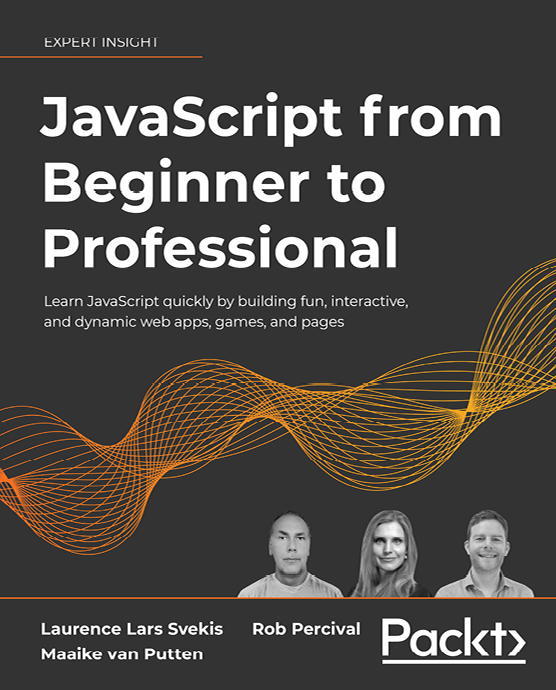 EXPERT INSIGHT
JavaScript from
Beginner to
Professional
Learn JavaScript quickly by building fun, interactive,
and dynamic web apps, games, and pages
Laurence Lars Svekis Rob Percival
Maaike van Putten
Packt>